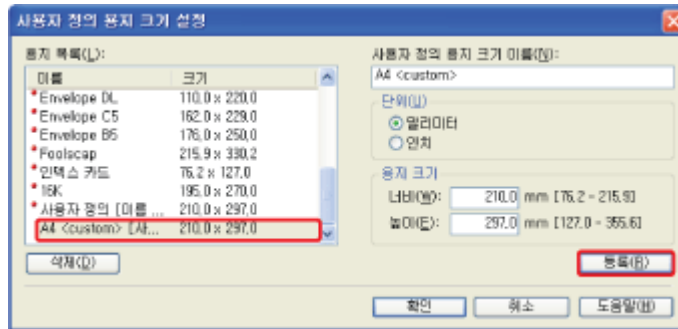 사용자 정의 용지 크기 설정
용지 목록(L):
이름 크기
*Envelope DL 110.0 x 220.0
*Envelope C5 162.0 x 229.0
*Envelope B5 176.0 x 250.0
*Foolscap 215.9 x 330.2
*인덱스 카드 76.2 x 127.0
*16K 195.0 x 270.0
*사용자 정의 [이름 ... 210.0 x 297.0
A4 <custom> [사... 210.0 x 297.0
삭제(D)
사용자 정의 용지 크기 이름(N):
A4 <custom>
단위(U)
밀리미터
인치
용지 크기
너비(W): 210.0 mm [76.2 - 215.9]
높이(E): 297.0 mm [127.0 - 355.6]
등록(R)
확인 취소 도움말(H)